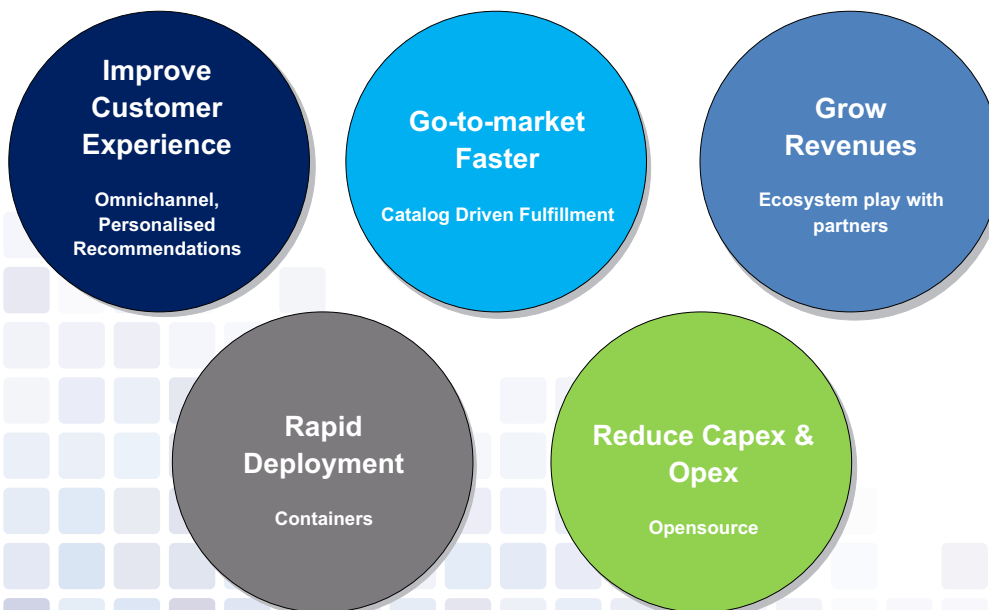 Improve
Customer
Experience
Omnichannel,
Personalised
Recommendations
Go-to-market
Faster
Catalog Driven Fulfillment
Grow
Revenues
Ecosystem play with
partners
Rapid
Deployment
Containers
Reduce Capex &
Opex
Opensource